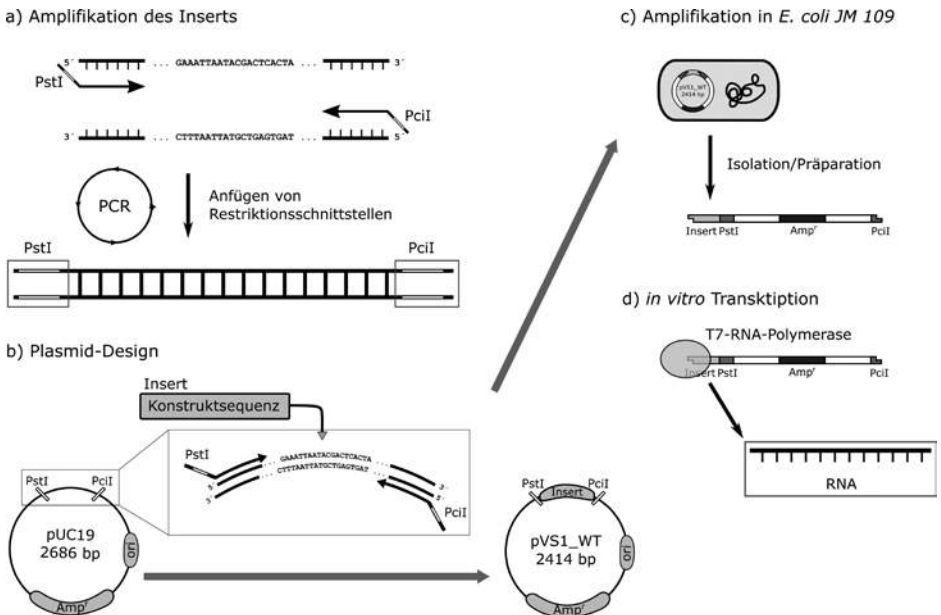 a) Amplifikation des Inserts
5´ ... GAAATTAATACGACTCACTA ... 3´
PstI
PciI
3´ ... CTTTAATTATGCTGAGTGAT ... 5´
PCR
Anfügen von
Restriktionsschnittstellen
PstI
PciI
b) Plasmid-Design
Insert
Konstruktsequenz
PstI
GAAATTAATACGACTCACTA
CTTTAATTATGCTGAGTGAT
5´
3´
5´
3´
5´
PciI
PstI
PciI
pUC19
2686 bp
ori
Ampʳ
PstI
Insert
PciI
pVS1_WT
2414 bp
ori
Ampʳ
c) Amplifikation in E. coli JM 109
pVS1_WT
2414 bp
Isolation/Präparation
Insert PstI Ampʳ PciI
d) in vitro Transktiption
T7-RNA-Polymerase
Insert PstI Ampʳ PciI
RNA